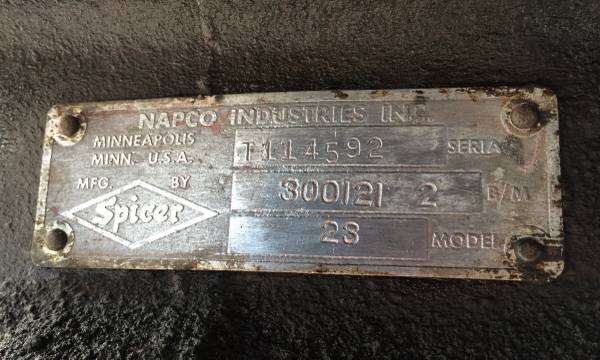 NAPCO INDUSTRIES INC.
MINNEAPOLIS
MINN. U.S.A.
T114592 SERIAL
MFG. BY
Spicer
300121 2 B/M
23 MODEL